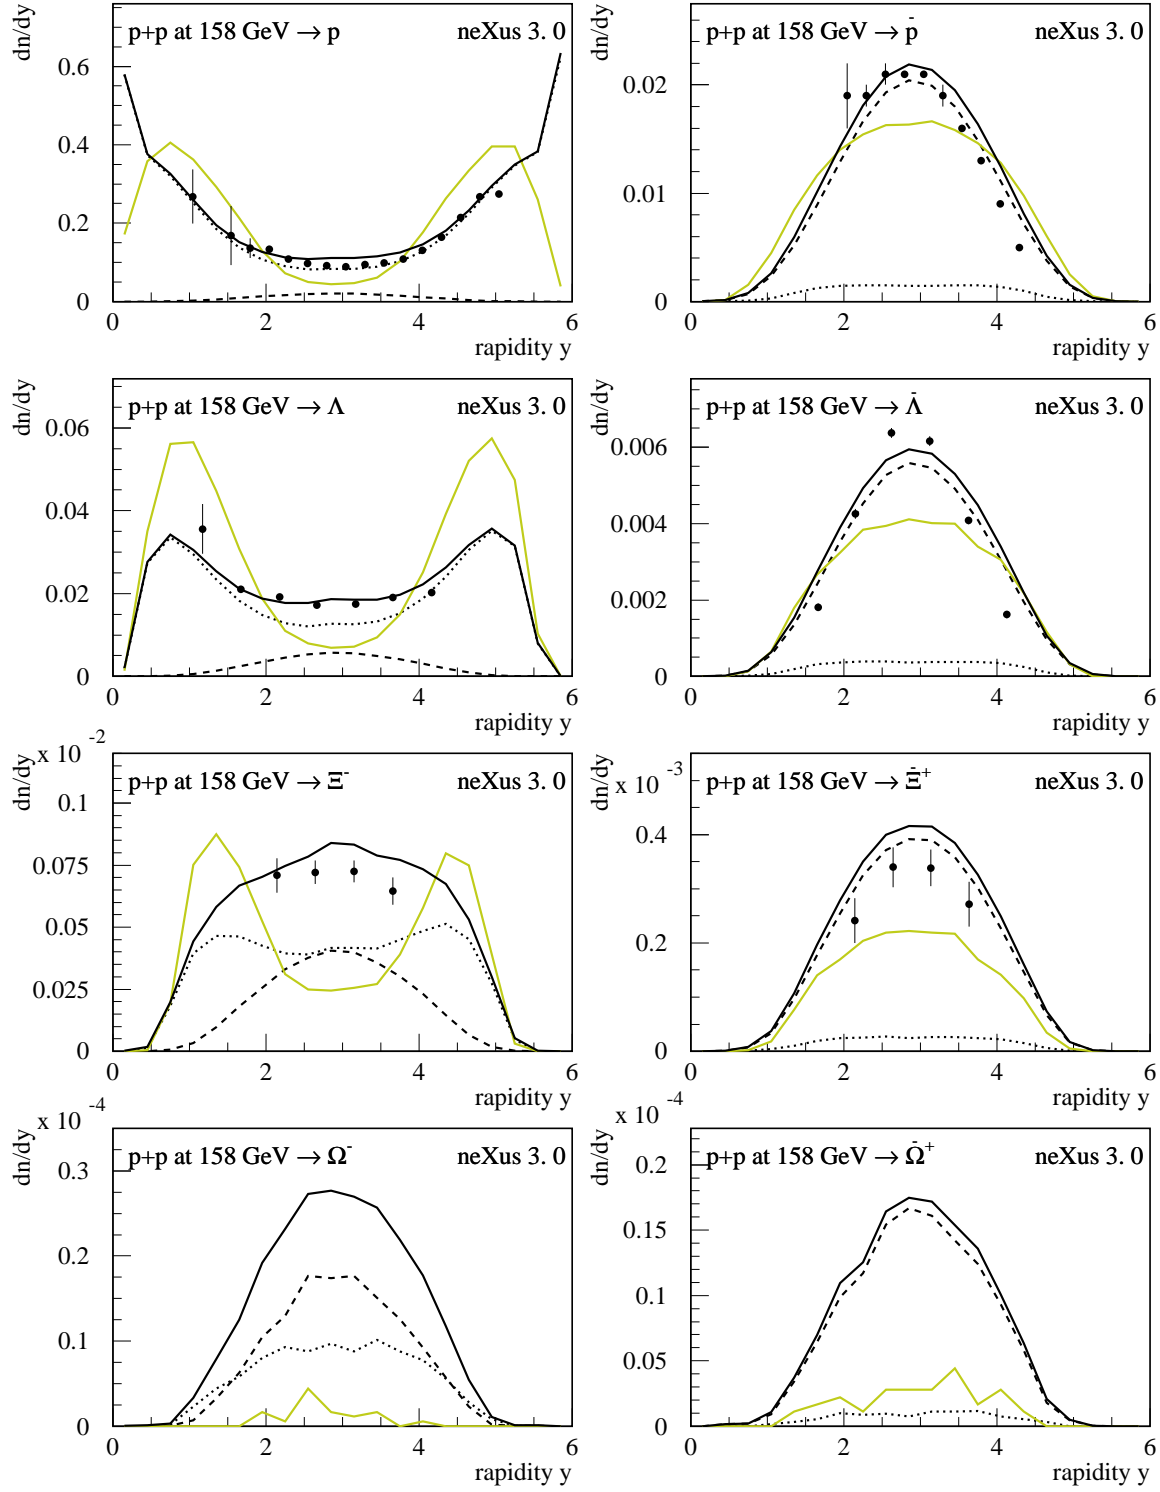 dn/dy
p+p at 158 GeV → p neXus 3. 0
0.6
0.4
0.2
0
0 2 4 6
rapidity y
dn/dy
p+p at 158 GeV → p̄ neXus 3. 0
0.02
0.01
0
0 2 4 6
rapidity y
dn/dy
p+p at 158 GeV → Λ neXus 3. 0
0.06
0.04
0.02
0
0 2 4 6
rapidity y
dn/dy
p+p at 158 GeV → Λ̄ neXus 3. 0
0.006
0.004
0.002
0
0 2 4 6
rapidity y
x 10⁻²
dn/dy
p+p at 158 GeV → Ξ⁻ neXus 3. 0
0.1
0.075
0.05
0.025
0
0 2 4 6
rapidity y
dn/dy
x 10⁻³
p+p at 158 GeV → Ξ̄⁺ neXus 3. 0
0.4
0.2
0
0 2 4 6
rapidity y
x 10⁻⁴
dn/dy
p+p at 158 GeV → Ω⁻ neXus 3. 0
0.3
0.2
0.1
0
0 2 4 6
rapidity y
x 10⁻⁴
dn/dy
p+p at 158 GeV → Ω̄⁺ neXus 3. 0
0.2
0.15
0.1
0.05
0
0 2 4 6
rapidity y